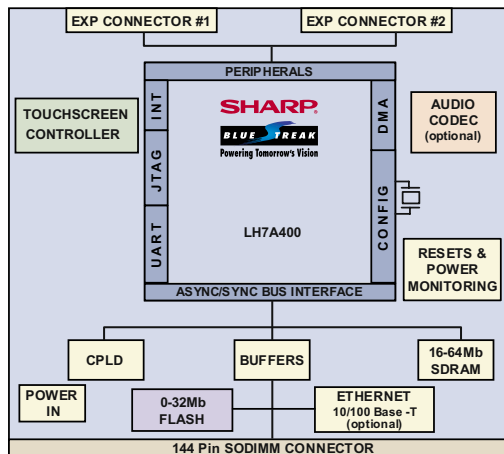 EXP CONNECTOR #1
EXP CONNECTOR #2
PERIPHERALS
TOUCHSCREEN
CONTROLLER
INT
JTAG
UART
SHARP®
BLUE STREAK
Powering Tomorrow's Vision
LH7A400
DMA
CONFIG
AUDIO
CODEC
(optional)
RESETS &
POWER
MONITORING
ASYNC/SYNC BUS INTERFACE
CPLD
BUFFERS
16-64Mb
SDRAM
POWER
IN
0-32Mb
FLASH
ETHERNET
10/100 Base -T
(optional)
144 Pin SODIMM CONNECTOR